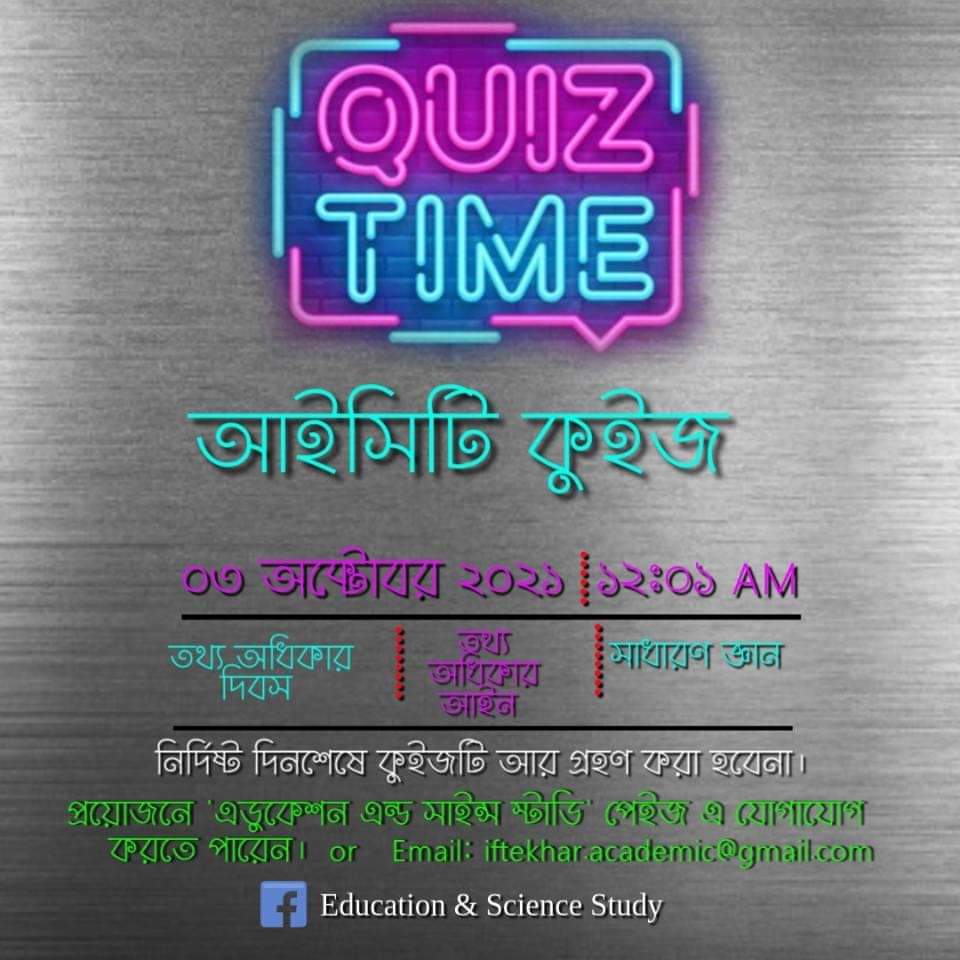 QUIZ
TIME
আইসিটি কুইজ
০৩ অক্টোবর ২০২১ ১২ঃ০১ AM
তথ্য অধিকার
দিবস
তথ্য
অধিকার
আইন
সাধারণ জ্ঞান
নির্দিষ্ট দিনশেষে কুইজটি আর গ্রহণ করা হবেনা।
প্রয়োজনে 'এডুকেশন এন্ড সাইন্স স্টাডি' পেইজ এ যোগাযোগ
করতে পারেন। or Email: iftekhar.academic@gmail.com
Education & Science Study